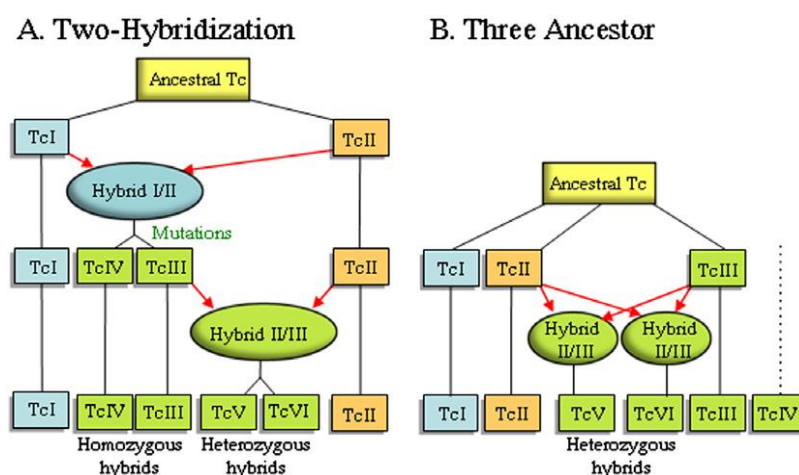 A. Two-Hybridization
Ancestral Tc
TcI
TcII
Hybrid I/II
Mutations
TcI
TcIV
TcIII
TcII
Hybrid II/III
TcI
TcIV
TcIII
TcV
TcVI
TcII
Homozygous
hybrids
Heterozygous
hybrids
B. Three Ancestor
Ancestral Tc
TcI
TcII
TcIII
Hybrid
II/III
Hybrid
II/III
TcI
TcII
TcV
TcVI
TcIII
TcIV
Heterozygous
hybrids